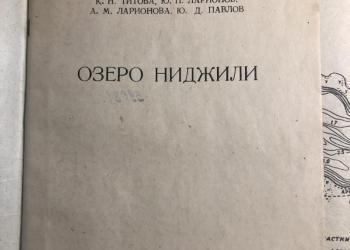 К. Н. ТИТОВА, Ю. П. ЛАРИОНОВ,
А. М. ЛАРИОНОВА, Ю. Д. ПАВЛОВ
ОЗЕРО НИДЖИЛИ